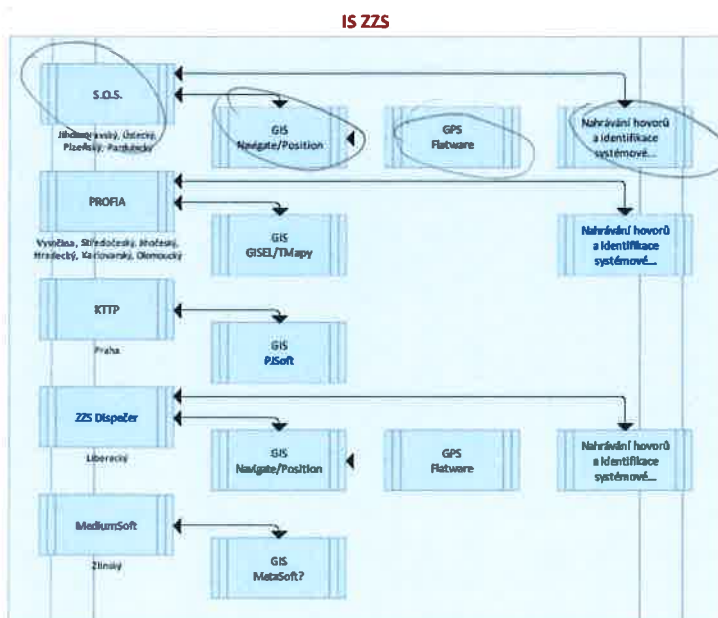 IS ZZS
S.O.S.
Jihomoravský, Ústecký,
Plzeňský, Pardubický
GIS
Navigate/Position
GPS
Flatware
Nahrávání hovorů
a identifikace
systémové...
PROFIA
Vysočina, Středočeský, Jihočeský,
Hradecký, Karlovarský, Olomoucký
GIS
GISEL/TMapy
Nahrávání hovorů
a identifikace
systémové...
KTTP
Praha
GIS
PJSoft
ZZS Dispečer
Liberecký
GIS
Navigate/Position
GPS
Flatware
Nahrávání hovorů
a identifikace
systémové...
MediumSoft
Zlínský
GIS
MetaSoft?